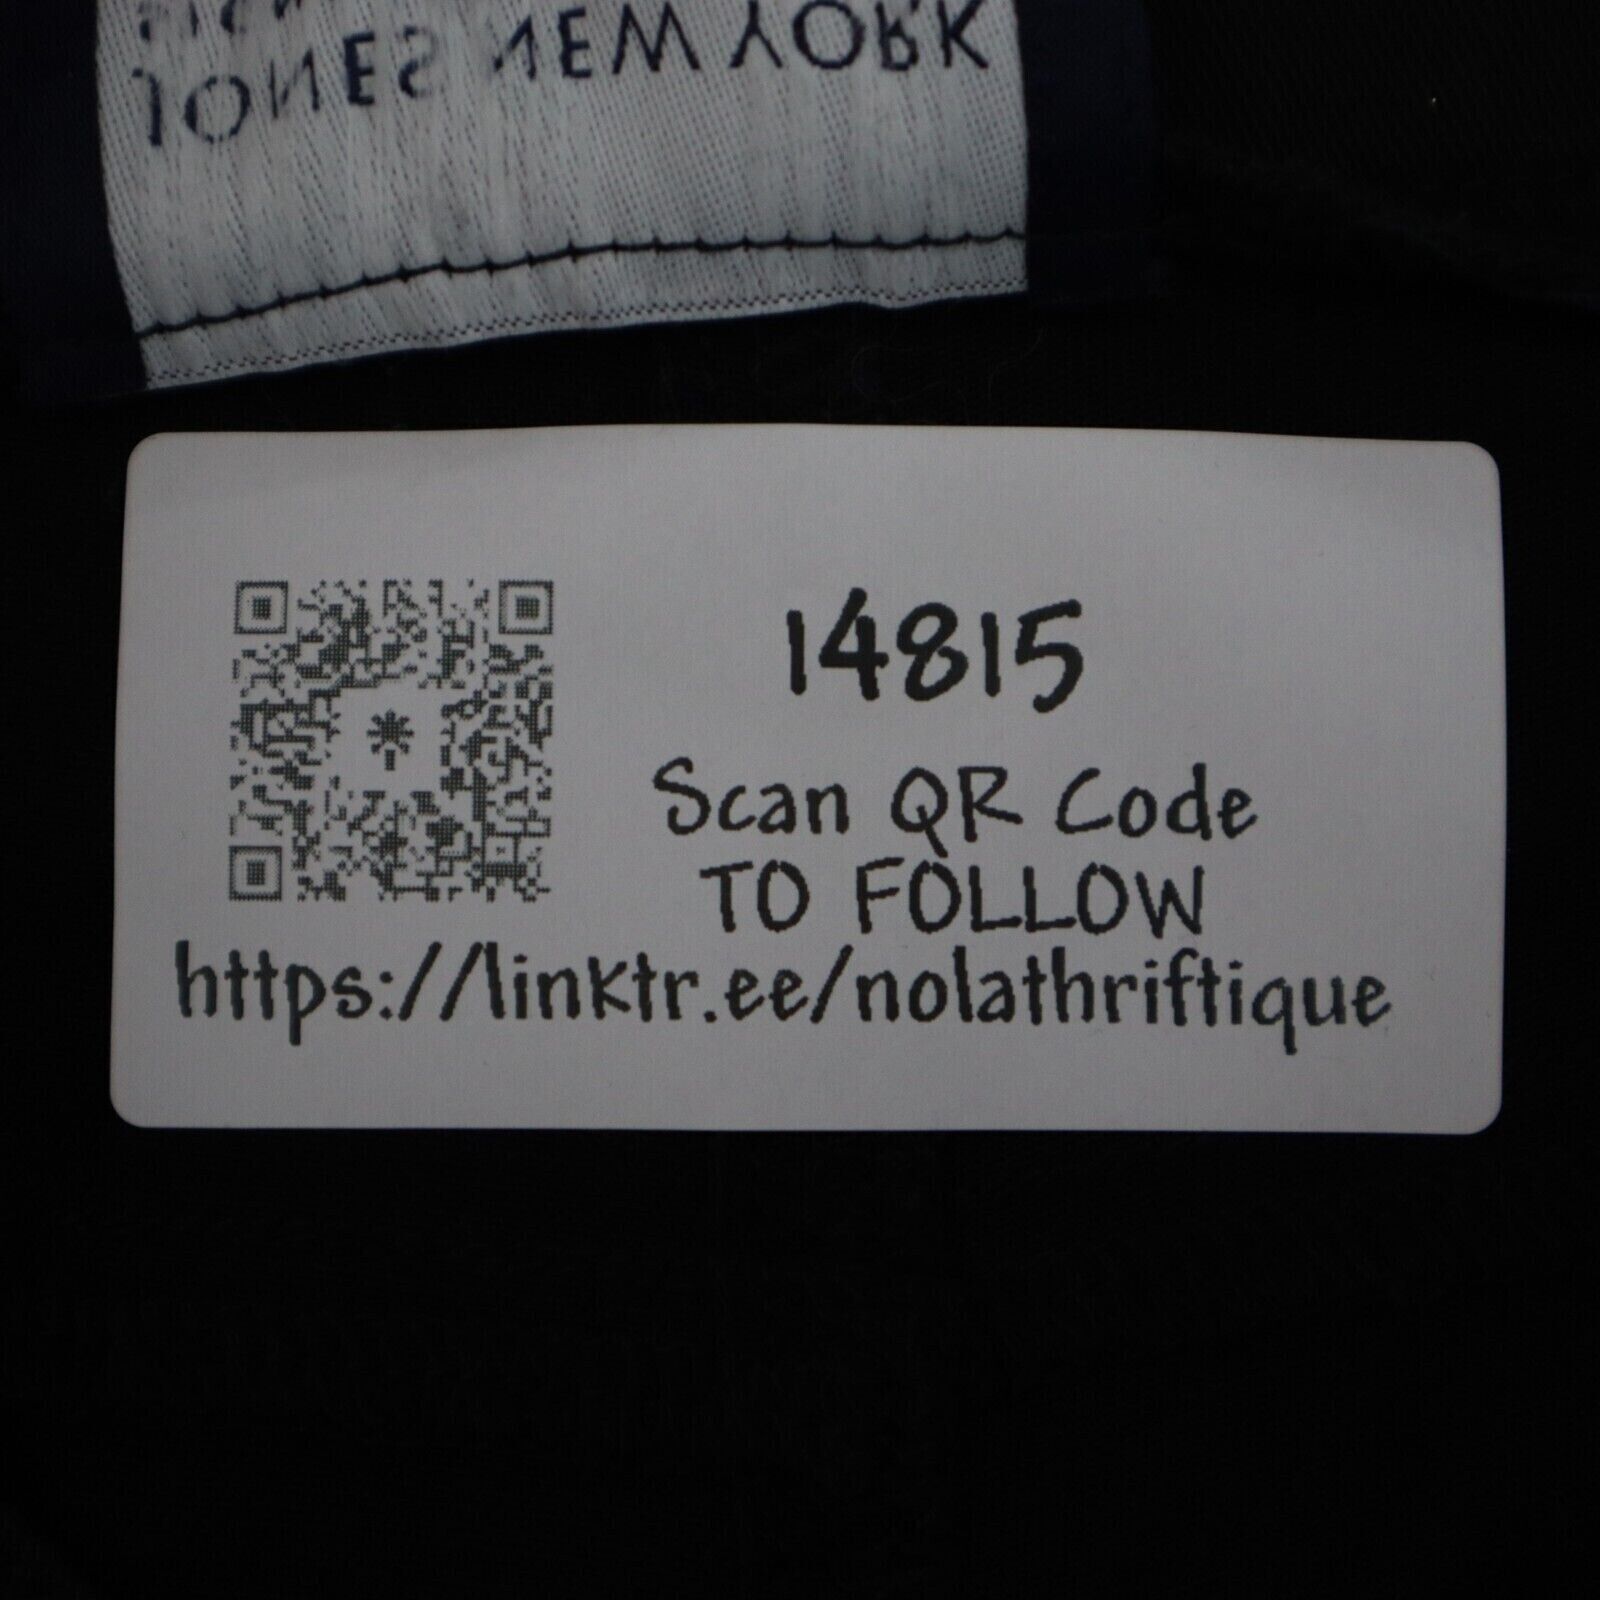 JONES NEW YORK
14815
Scan QR Code
TO FOLLOW
https://linktr.ee/nolathriftique